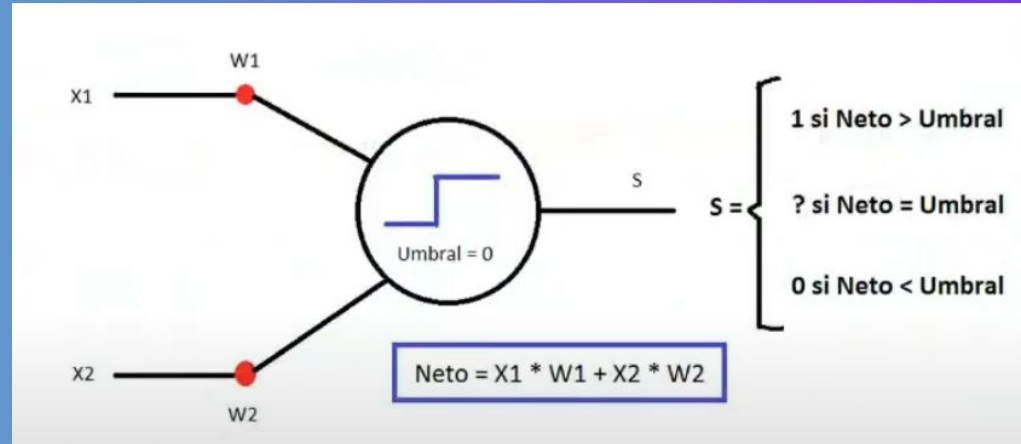 W1
X1
1 si Neto > Umbral
S
S =
? si Neto = Umbral
Umbral = 0
0 si Neto < Umbral
X2
Neto = X1 * W1 + X2 * W2
W2